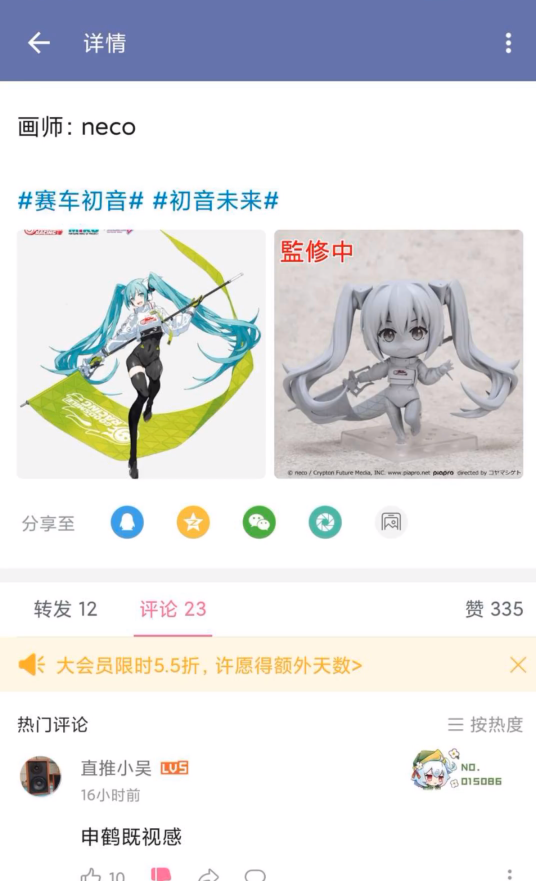 详情
画师: neco
#赛车初音# #初音未来#
監修中
© neco / Crypton Future Media, INC. www.piapro.net piapro directed by コヤマシゲト
分享至
转发 12
评论 23
赞 335
大会员限时5.5折, 许愿得额外天数>
热门评论
按热度
直推小吴 LV5
16小时前
NO.
015086
申鹤既视感
10